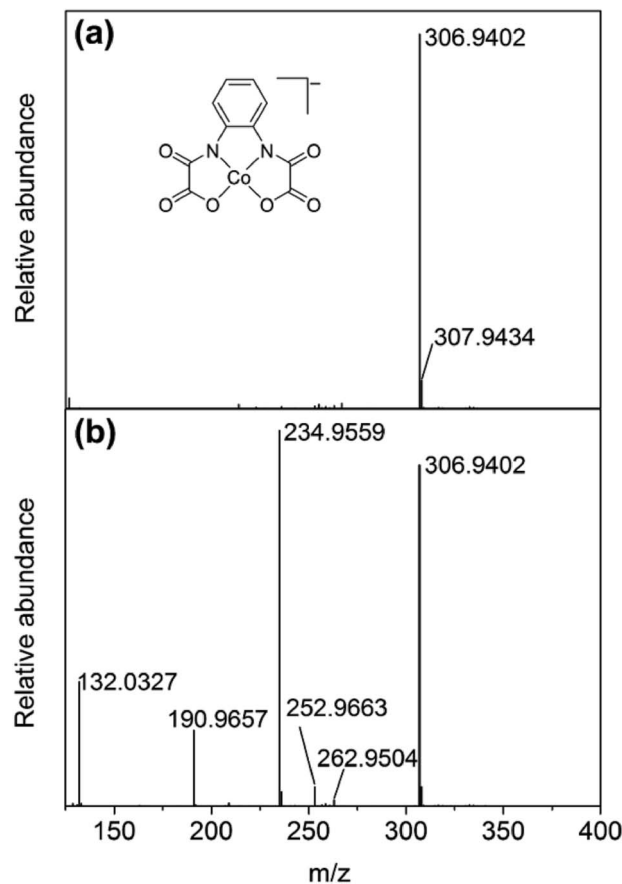 (a)
306.9402
N N
O O
Co
O O O O
307.9434
Relative abundance
(b)
234.9559
306.9402
132.0327
190.9657
252.9663
262.9504
Relative abundance
150 200 250 300 350 400
m/z